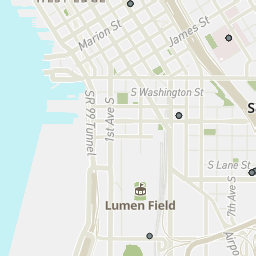 Marion St
James St
S Washington St
SR 99 Tunnel
1st Ave S
S Lane St
7th Ave S
Lumen Field